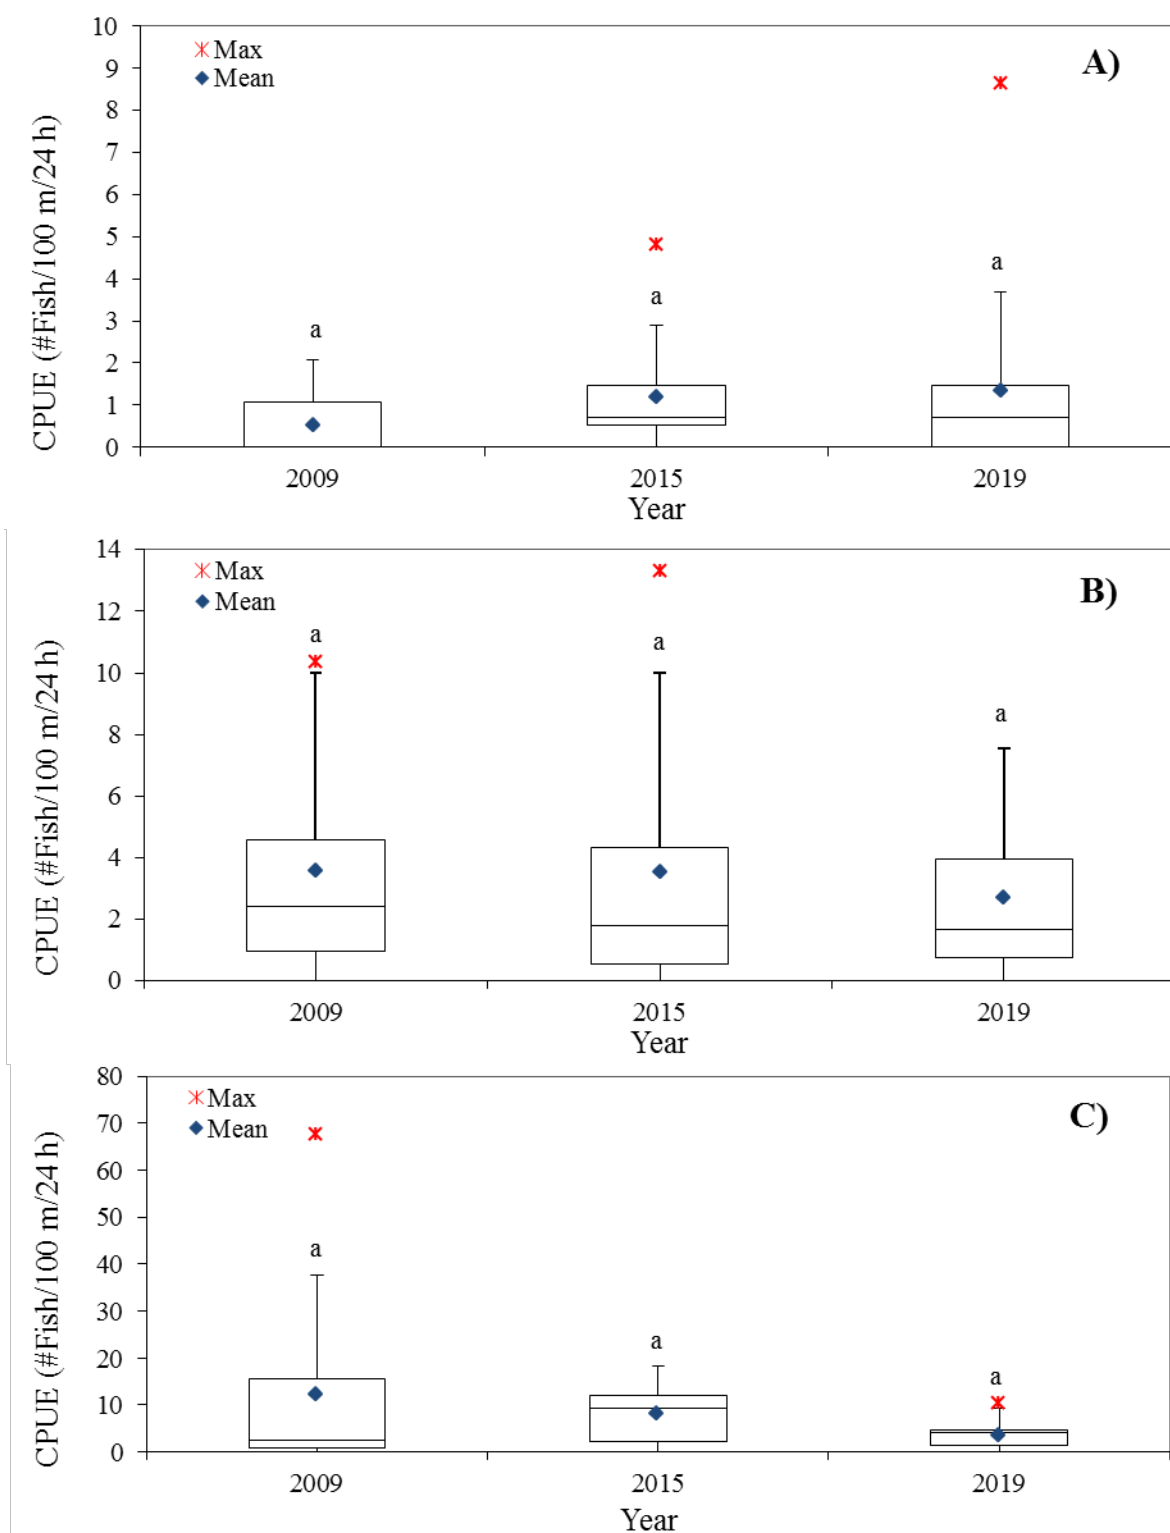 10
9
8
7
6
5
4
3
2
1
0
CPUE (#Fish/100 m/24 h)
Max
Mean
A)
a
a
a
2009
2015
2019
Year
14
12
10
8
6
4
2
0
CPUE (#Fish/100 m/24 h)
Max
Mean
B)
a
a
a
2009
2015
2019
Year
80
70
60
50
40
30
20
10
0
CPUE (#Fish/100 m/24 h)
Max
Mean
C)
a
a
a
2009
2015
2019
Year